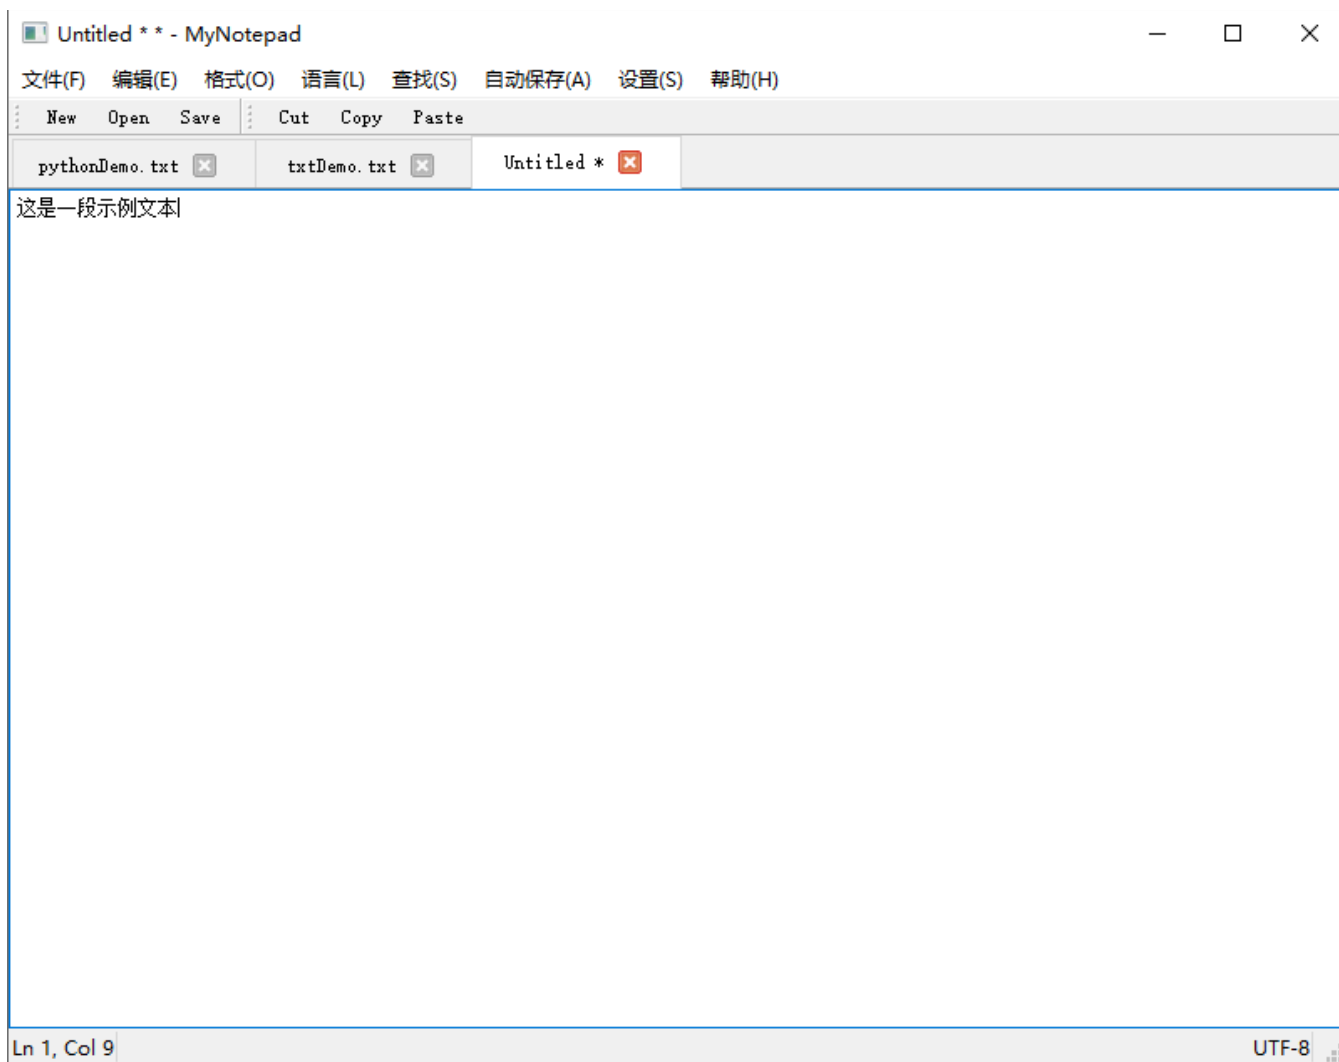 Untitled * * - MyNotepad
文件(F) 编辑(E) 格式(O) 语言(L) 查找(S) 自动保存(A) 设置(S) 帮助(H)
New Open Save Cut Copy Paste
pythonDemo.txt txtDemo.txt Untitled *
这是一段示例文本
Ln 1, Col 9 UTF-8